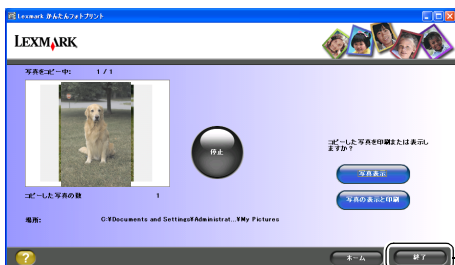 Lexmark かんたんフォトプリント
LEXMARK
写真をコピー中: 1 / 1
停止
コピーした写真を印刷または表示し
ますか?
写真表示
写真の表示と印刷
コピーした写真の数 1
場所: C:¥Documents and Settings¥Administrat...¥My Pictures
?
ホーム
終了